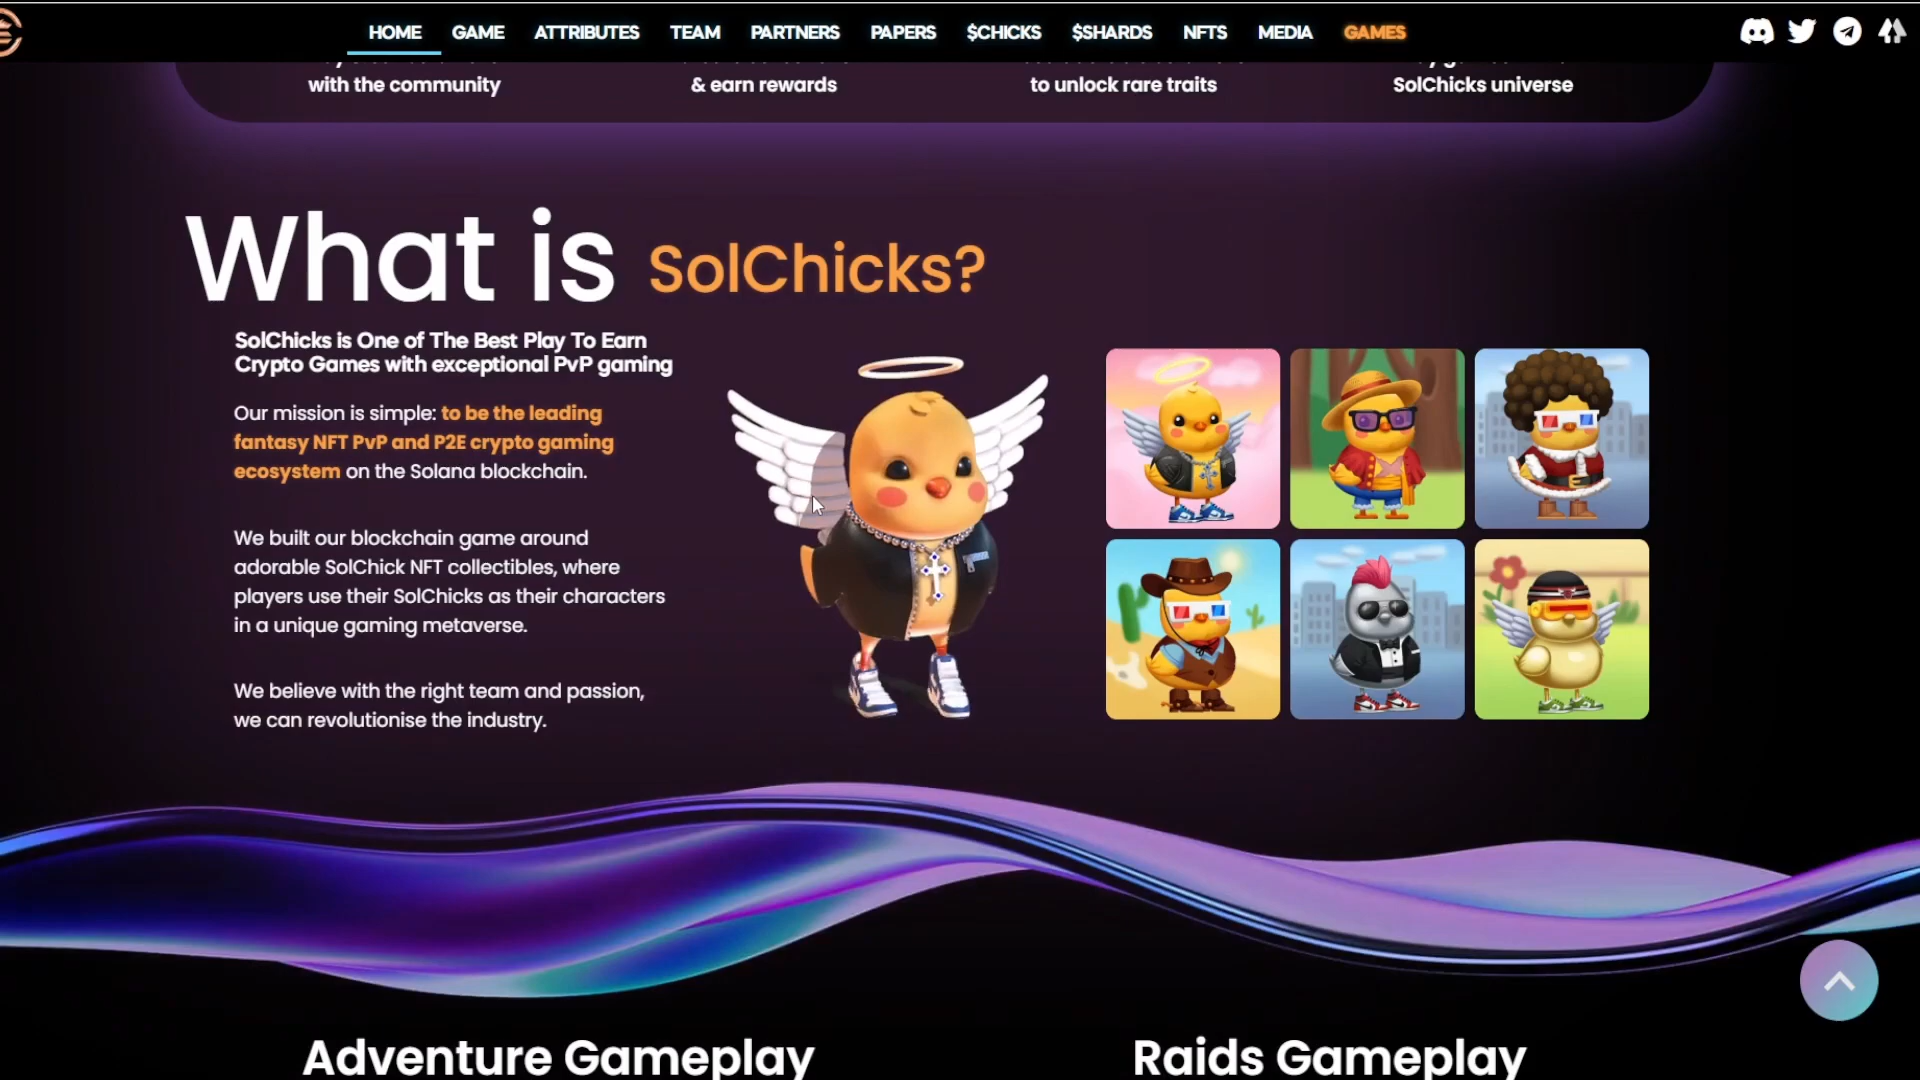 HOME GAME ATTRIBUTES TEAM PARTNERS PAPERS $CHICKS $SHARDS NFTS MEDIA GAMES
with the community
& earn rewards
to unlock rare traits
SolChicks universe
What is SolChicks?
SolChicks is One of The Best Play To Earn
Crypto Games with exceptional PvP gaming
Our mission is simple: to be the leading
fantasy NFT PvP and P2E crypto gaming
ecosystem on the Solana blockchain.
We built our blockchain game around
adorable SolChick NFT collectibles, where
players use their SolChicks as their characters
in a unique gaming metaverse.
We believe with the right team and passion,
we can revolutionise the industry.
Adventure Gameplay
Raids Gameplay